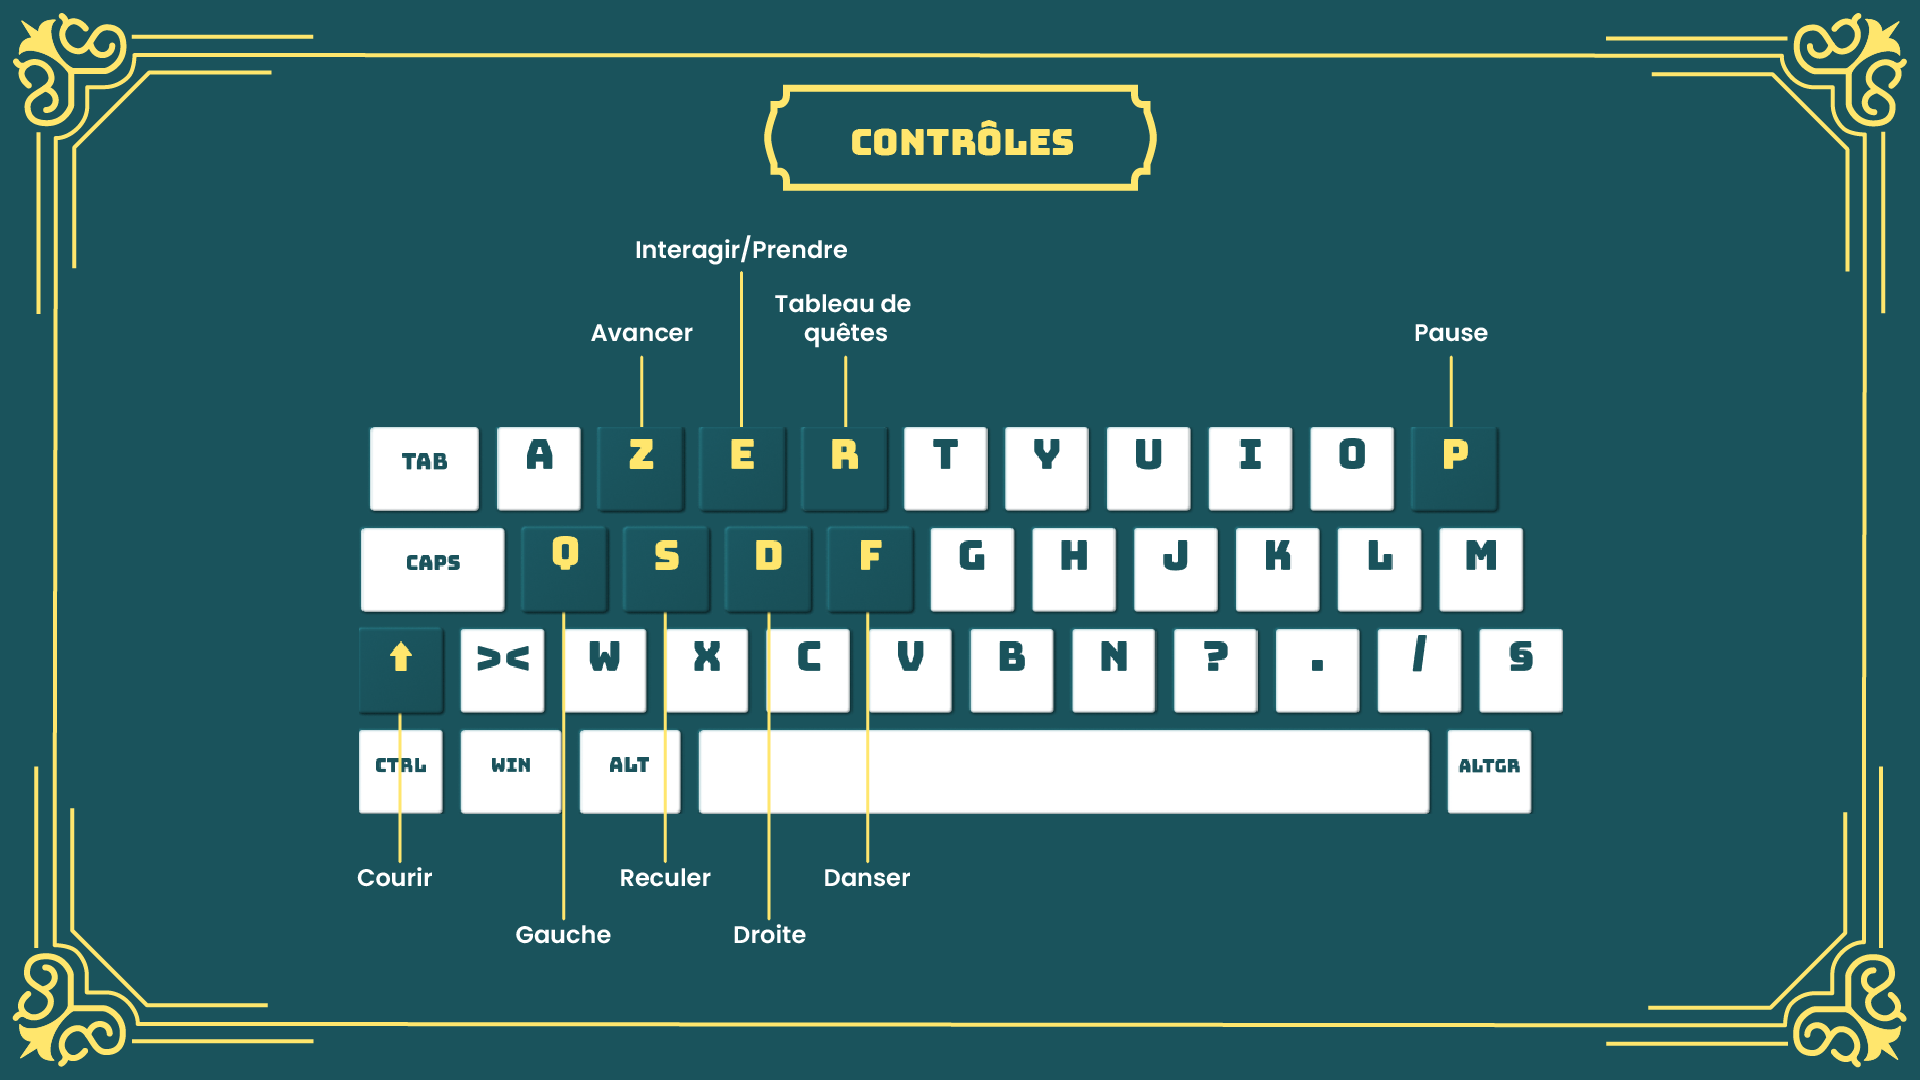 CONTRÔLES
Interagir/Prendre
Tableau de
quêtes
Avancer
Pause
TAB A Z E R T Y U I O P
CAPS Q S D F G H J K L M
>< W X C V B N ? . / §
CTRL WIN ALT ALTGR
Courir
Reculer
Danser
Gauche
Droite